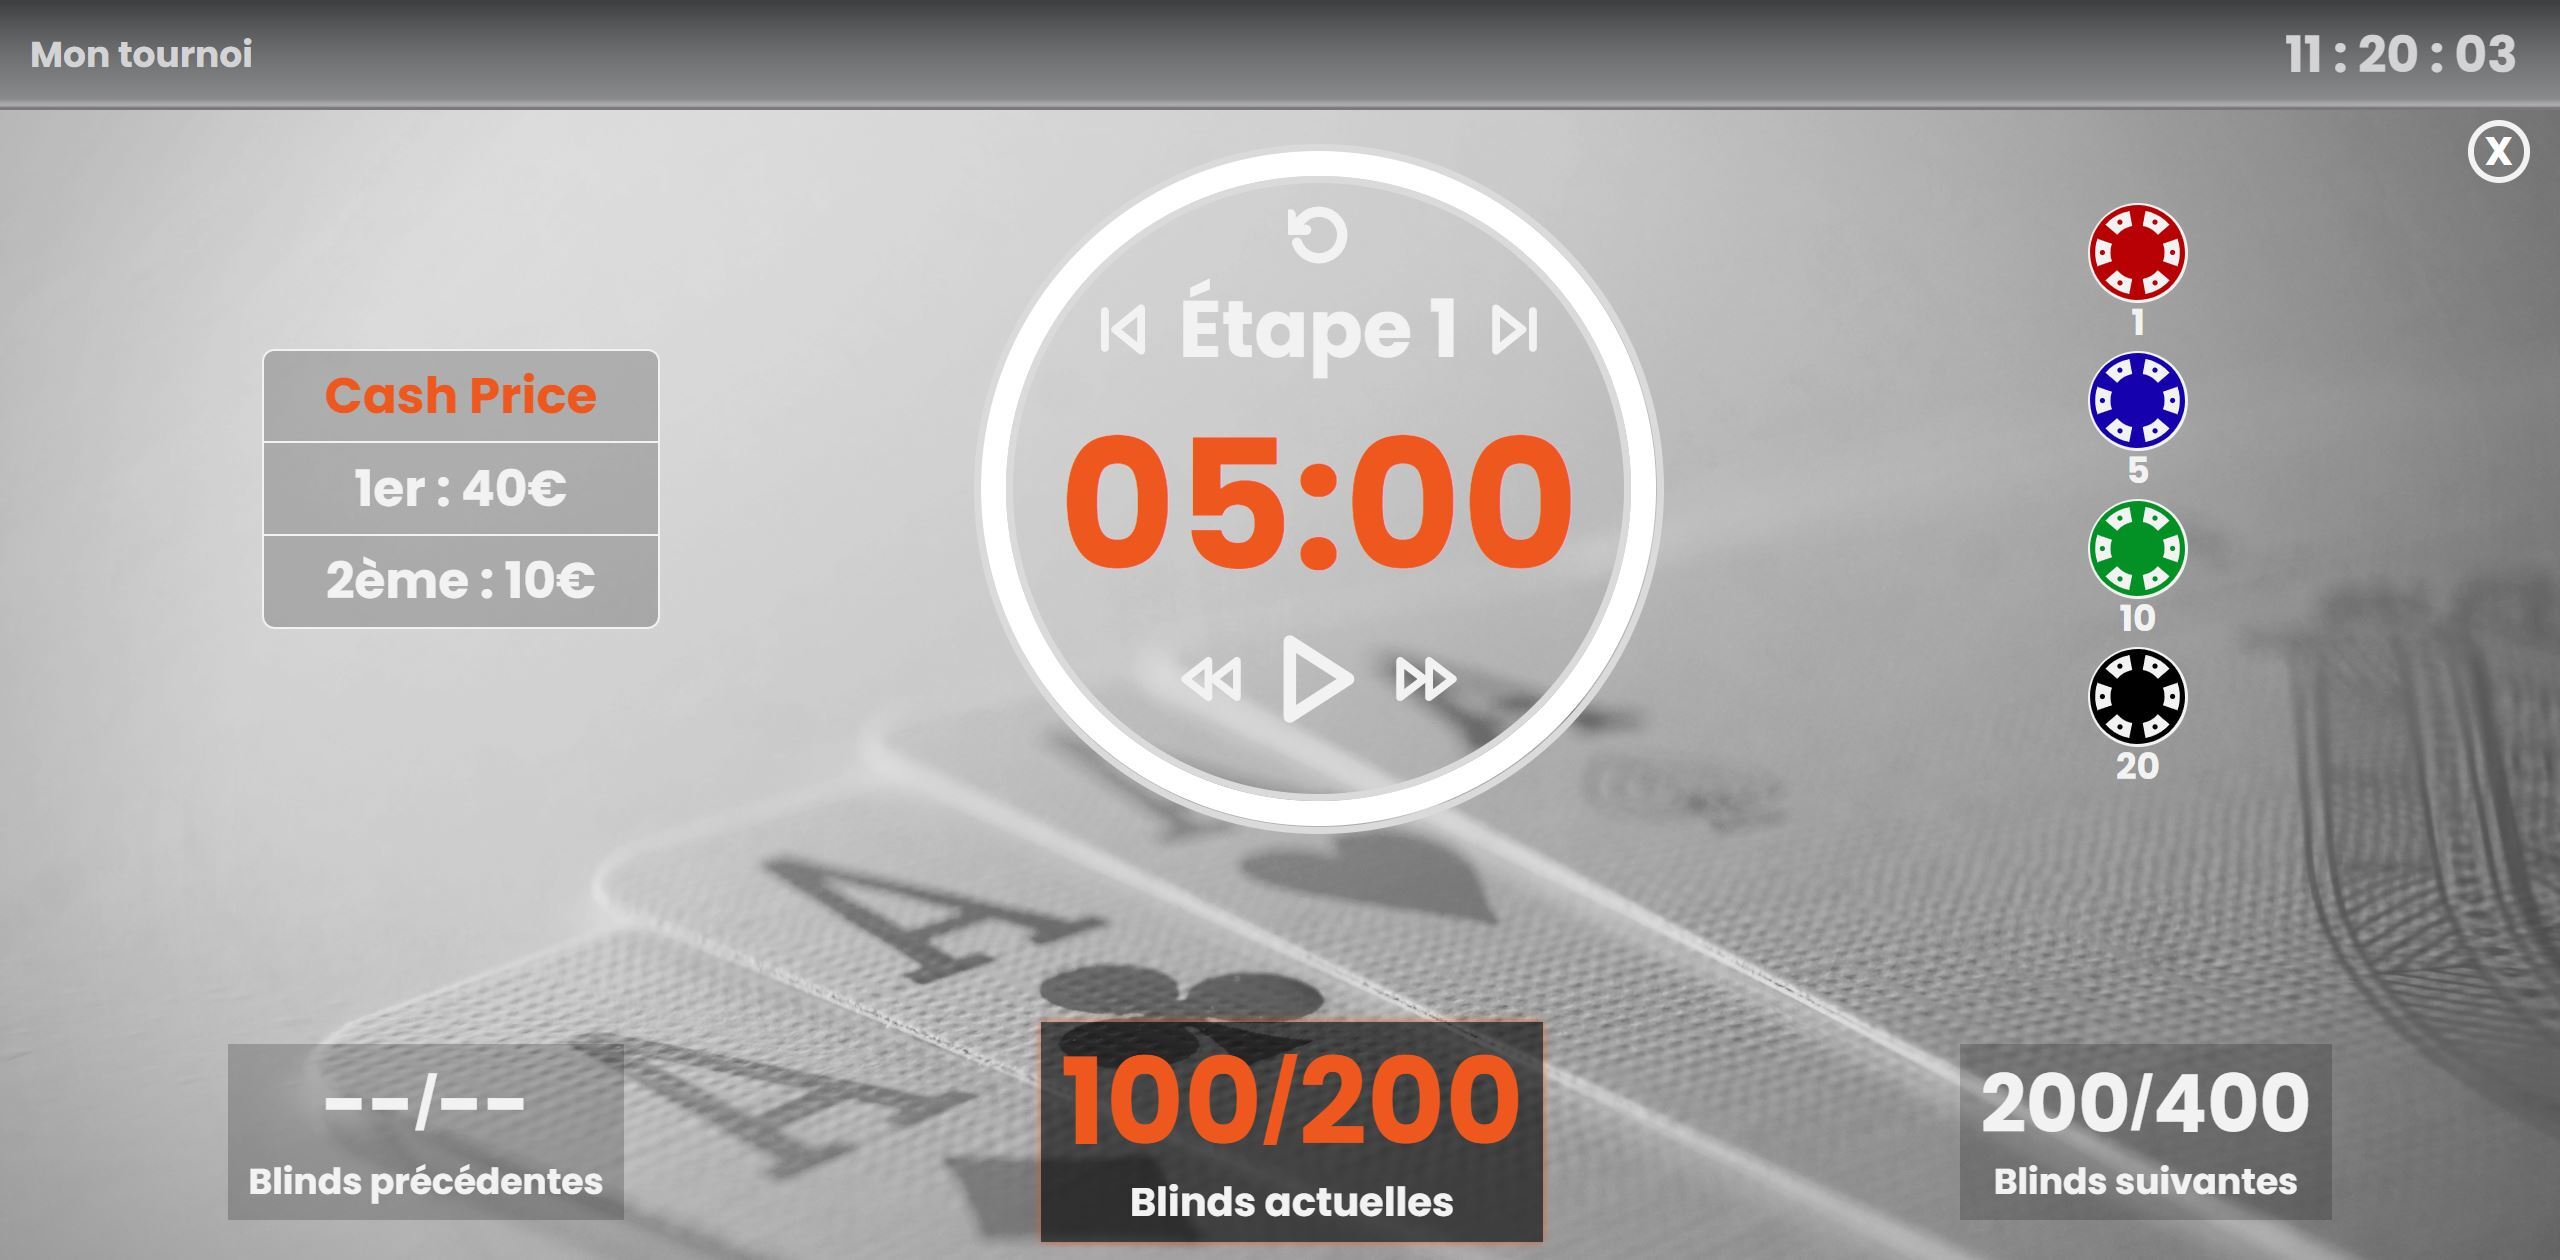 Mon tournoi
11 : 20 : 03
X
Étape 1
05:00
Cash Price
1er : 40€
2ème : 10€
1
5
10
20
--/--
Blinds précédentes
100/200
Blinds actuelles
200/400
Blinds suivantes
A
A